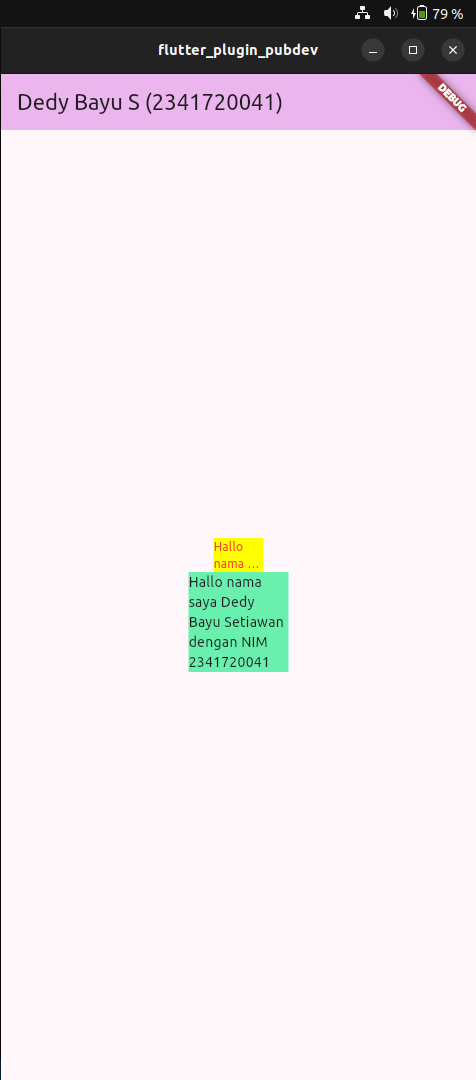 79 %
flutter_plugin_pubdev
Dedy Bayu S (2341720041)
DEBUG
Hallo
nama ...
Hallo nama
saya Dedy
Bayu Setiawan
dengan NIM
2341720041